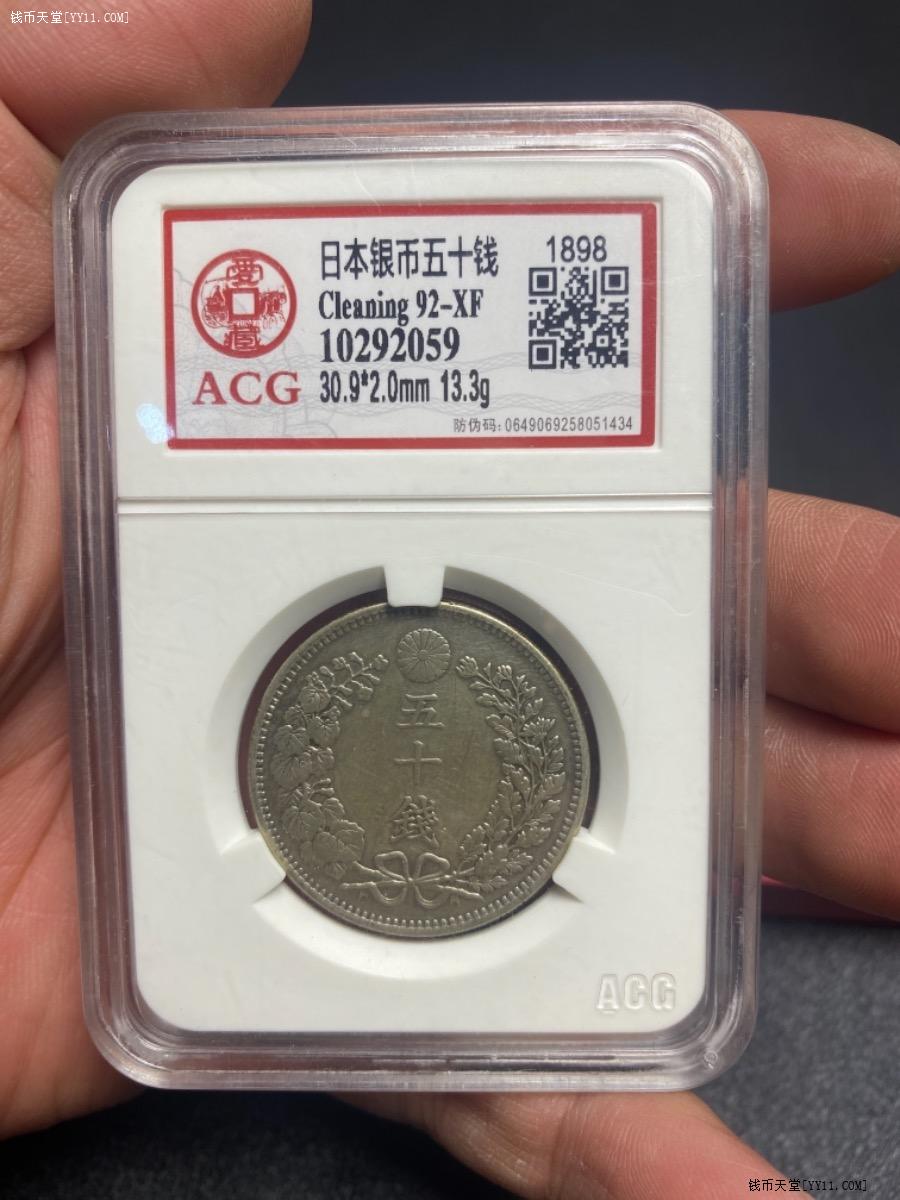 钱币天堂[YY11.COM]
愛
藏
ACG
日本银币五十钱
Cleaning 92-XF
10292059
30.9*2.0mm 13.3g
1898
防伪码: 0649069258051434
五
十
錢
ACG
钱币天堂[YY11.COM]